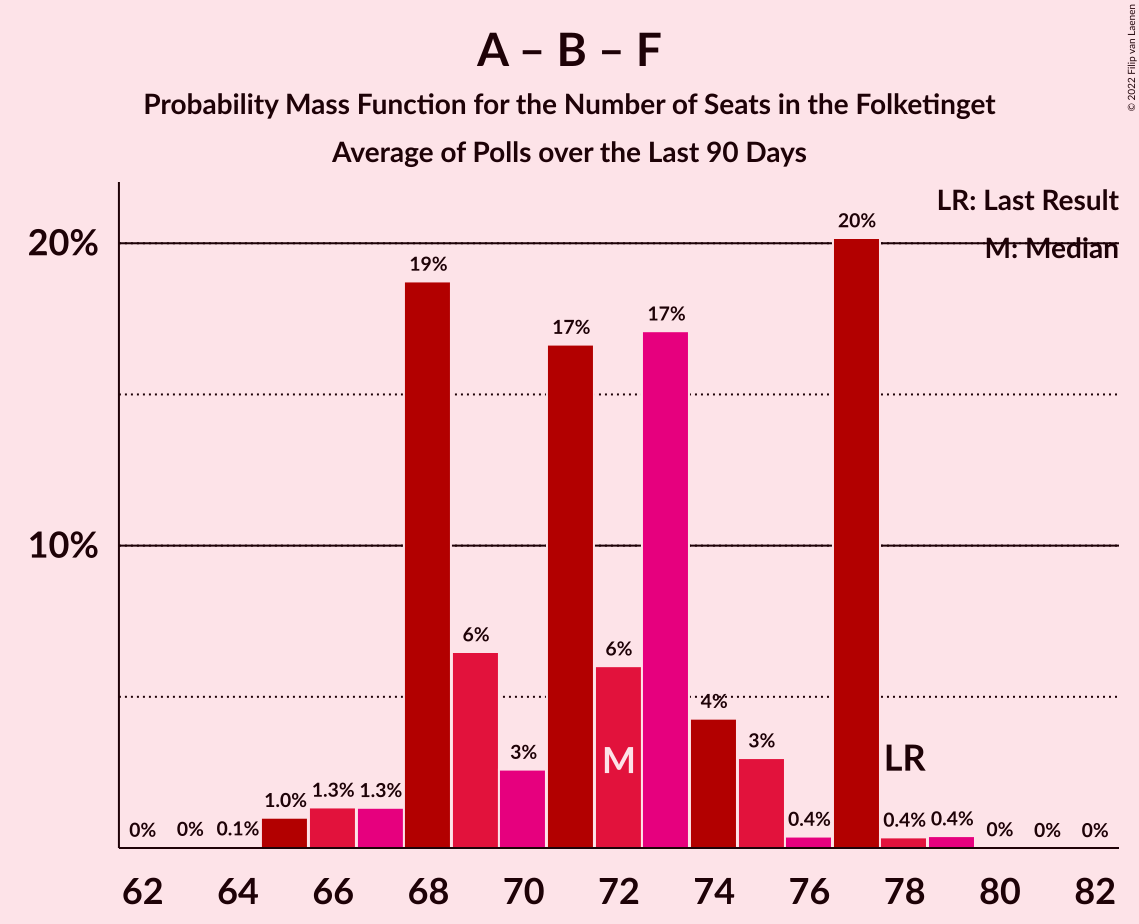 A – B – F
Probability Mass Function for the Number of Seats in the Folketinget
Average of Polls over the Last 90 Days
© 2022 Filip van Laenen
LR: Last Result
M: Median
20%
10%
0%
0%
0.1%
1.0%
1.3%
1.3%
19%
6%
3%
17%
6%
17%
4%
3%
0.4%
20%
0.4%
0.4%
0%
0%
0%
M
LR
62 64 66 68 70 72 74 76 78 80 82